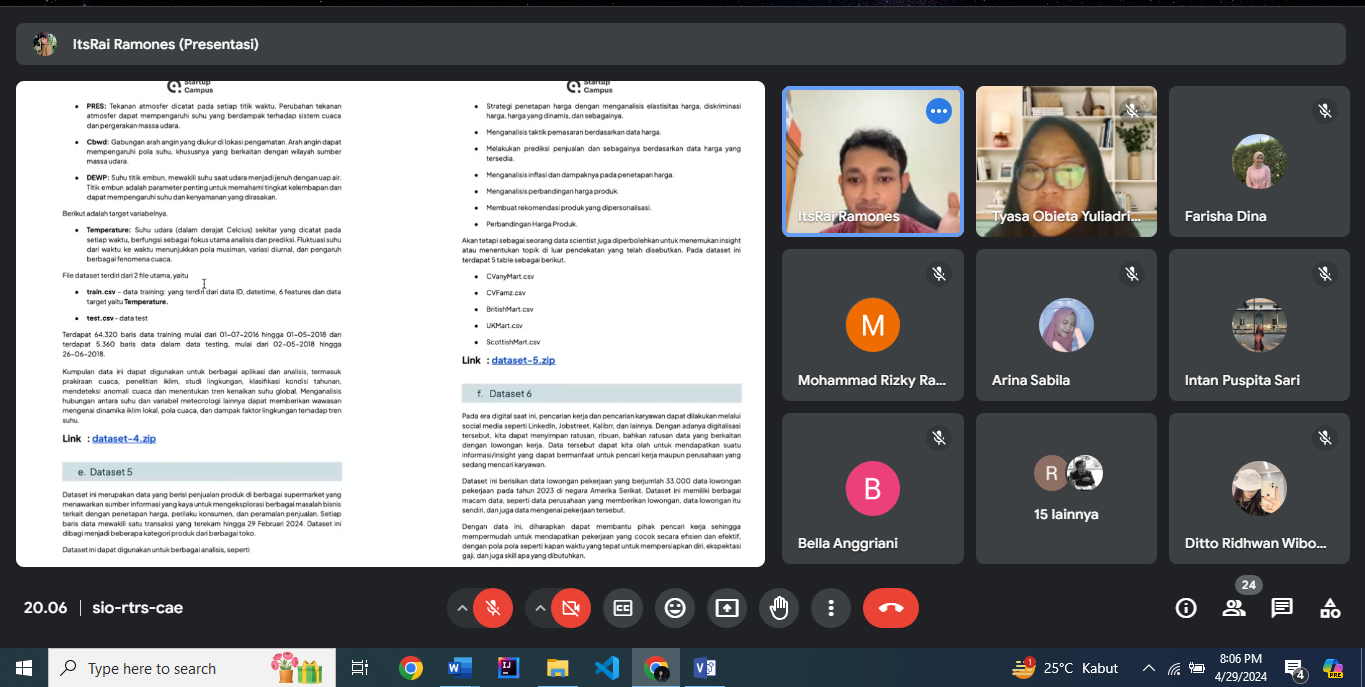 ItsRai Ramones (Presentasi)
Startup
Campus
PRES: Tekanan atmosfer dicatat pada setiap titik waktu. Perubahan tekanan
atmosfer dapat mempengaruhi suhu yang berdampak terhadap sistem cuaca
dan pergerakan massa udara.
Cbwd: Gabungan arah angin yang diukur di lokasi pengamatan. Arah angin dapat
mempengaruhi pola suhu, khususnya yang berkaitan dengan wilayah sumber
massa udara.
DEWP: Suhu titik embun, mewakili suhu saat udara menjadi jenuh dengan uap air.
Titik embun adalah parameter penting untuk memahami tingkat kelembapan dan
dapat mempengaruhi suhu dan kenyamanan yang dirasakan.
Berikut adalah target variabelnya.
Temperature: Suhu udara (dalam derajat Celcius) sekitar yang dicatat pada
setiap waktu, berfungsi sebagai fokus utama analisis dan prediksi. Fluktuasi suhu
dari waktu ke waktu menunjukkan pola musiman, variasi diurnal, dan pengaruh
berbagai fenomena cuaca.
File dataset terdiri dari 2 file utama, yaitu
train.csv - data training: yang terdiri dari data ID, datetime, 6 features dan data
target yaitu Temperature.
test.csv - data test
Terdapat 64.320 baris data training mulai dari 01-07-2016 hingga 01-05-2018 dan
terdapat 5.360 baris data dalam data testing, mulai dari 02-05-2018 hingga
26-06-2018.
Kumpulan data ini dapat digunakan untuk berbagai aplikasi dan analisis, termasuk
prakiraan cuaca, penelitian iklim, studi lingkungan, klasifikasi kondisi tahunan,
mendeteksi anomali cuaca dan menentukan tren kenaikan suhu global. Menganalisis
hubungan antara suhu dan variabel meteorologi lainnya dapat memberikan wawasan
mengenai dinamika iklim lokal, pola cuaca, dan dampak faktor lingkungan terhadap tren
suhu.
Link : dataset-4.zip
e. Dataset 5
Dataset ini merupakan data yang berisi penjualan produk di berbagai supermarket yang
menawarkan sumber informasi yang kaya untuk mengeksplorasi berbagai masalah bisnis
terkait dengan penetapan harga, perilaku konsumen, dan peramalan penjualan. Setiap
baris data mewakili satu transaksi yang terekam hingga 29 Februari 2024. Dataset ini
dibagi menjadi beberapa kategori produk dari berbagai toko.
Dataset ini dapat digunakan untuk berbagai analisis, seperti
Startup
Campus
Strategi penetapan harga dengan menganalisis elastisitas harga, diskriminasi
harga, harga yang dinamis, dan sebagainya.
Menganalisis taktik pemasaran berdasarkan data harga.
Melakukan prediksi penjualan dan sebagainya berdasarkan data harga yang
tersedia.
Menganalisis inflasi dan dampaknya pada penetapan harga.
Menganalisis perbandingan harga produk.
Membuat rekomendasi produk yang dipersonalisasi.
Perbandingan Harga Produk.
Akan tetapi sebagai seorang data scientist juga diperbolehkan untuk menemukan insight
atau menentukan topik di luar pendekatan yang telah disebutkan. Pada dataset ini
terdapat 5 table sebagai berikut.
CVanyMart.csv
CVFamz.csv
BritishMart.csv
UKMart.csv
ScottishMart.csv
Link : dataset-5.zip
f. Dataset 6
Pada era digital saat ini, pencarian kerja dan pencarian karyawan dapat dilakukan melalui
social media seperti LinkedIn, Jobstreet, Kalibrr, dan lainnya. Dengan adanya digitalisasi
tersebut, kita dapat menyimpan ratusan, ribuan, bahkan ratusan data yang berkaitan
dengan lowongan kerja. Data tersebut dapat kita olah untuk mendapatkan suatu
informasi/insight yang dapat bermanfaat untuk pencari kerja maupun perusahaan yang
sedang mencari karyawan.
Dataset ini berisikan data lowongan pekerjaan yang berjumlah 33.000 data lowongan
pekerjaan pada tahun 2023 di negara Amerika Serikat. Dataset ini memiliki berbagai
macam data, seperti data perusahaan yang memberikan lowongan, data lowongan itu
sendiri, dan juga data mengenai pekerjaan tersebut.
Dengan data ini, diharapkan dapat membantu pihak pencari kerja sehingga
mempermudah untuk mendapatkan pekerjaan yang cocok secara efisien dan efektif,
dengan pola pola seperti kapan waktu yang tepat untuk mempersiapkan diri, ekspektasi
gaji, dan juga skill apa yang dibutuhkan.
ItsRai Ramones
Tyasa Obieta Yuliadri...
Farisha Dina
M
Mohammad Rizky Ra...
Arina Sabila
Intan Puspita Sari
B
Bella Anggriani
R
15 lainnya
Ditto Ridhwan Wibo...
20.06 | sio-rtrs-cae
24
Type here to search
1
25°C Kabut
8:06 PM
4/29/2024
4
PRE